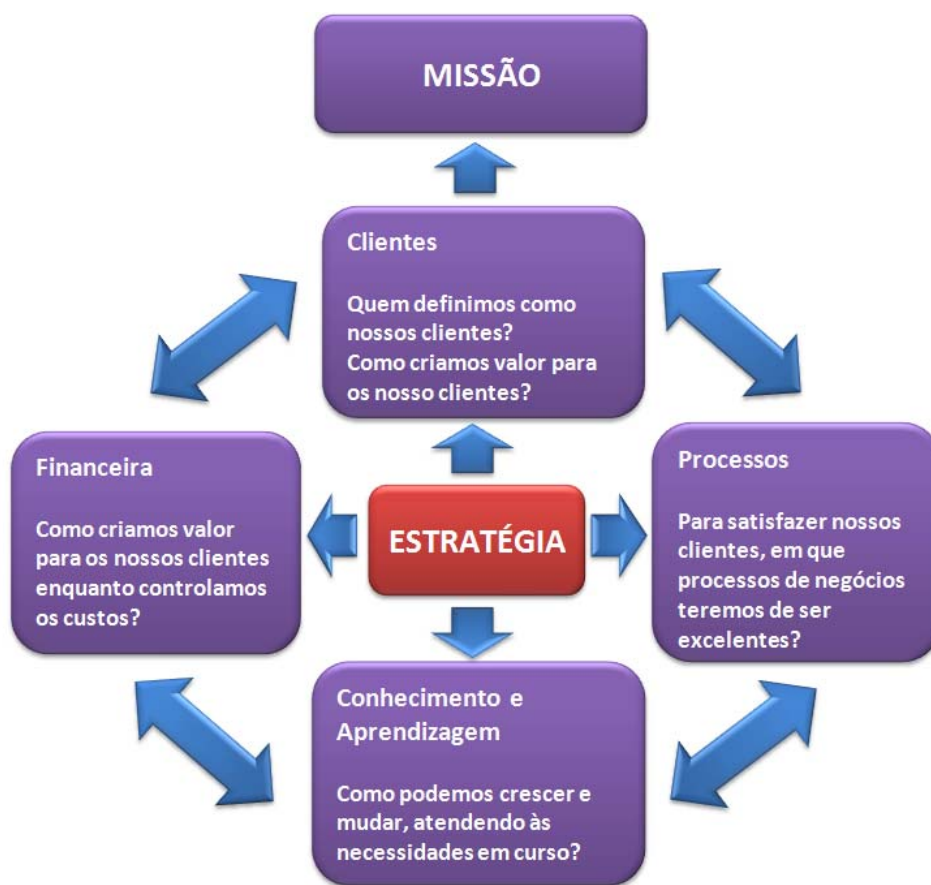 MISSÃO
Clientes
Quem definimos como
nossos clientes?
Como criamos valor para
os nosso clientes?
Financeira
Como criamos valor
para os nossos clientes
enquanto controlamos
os custos?
ESTRATÉGIA
Processos
Para satisfazer nossos
clientes, em que
processos de negócios
teremos de ser
excelentes?
Conhecimento e
Aprendizagem
Como podemos crescer e
mudar, atendendo às
necessidades em curso?